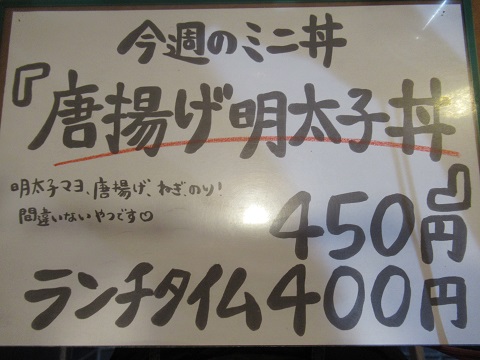 今週のミニ丼
『唐揚げ明太子丼』
明太子マヨ、唐揚げ、ねぎ、のり!
間違いないやつです♡
450円
ランチタイム400円